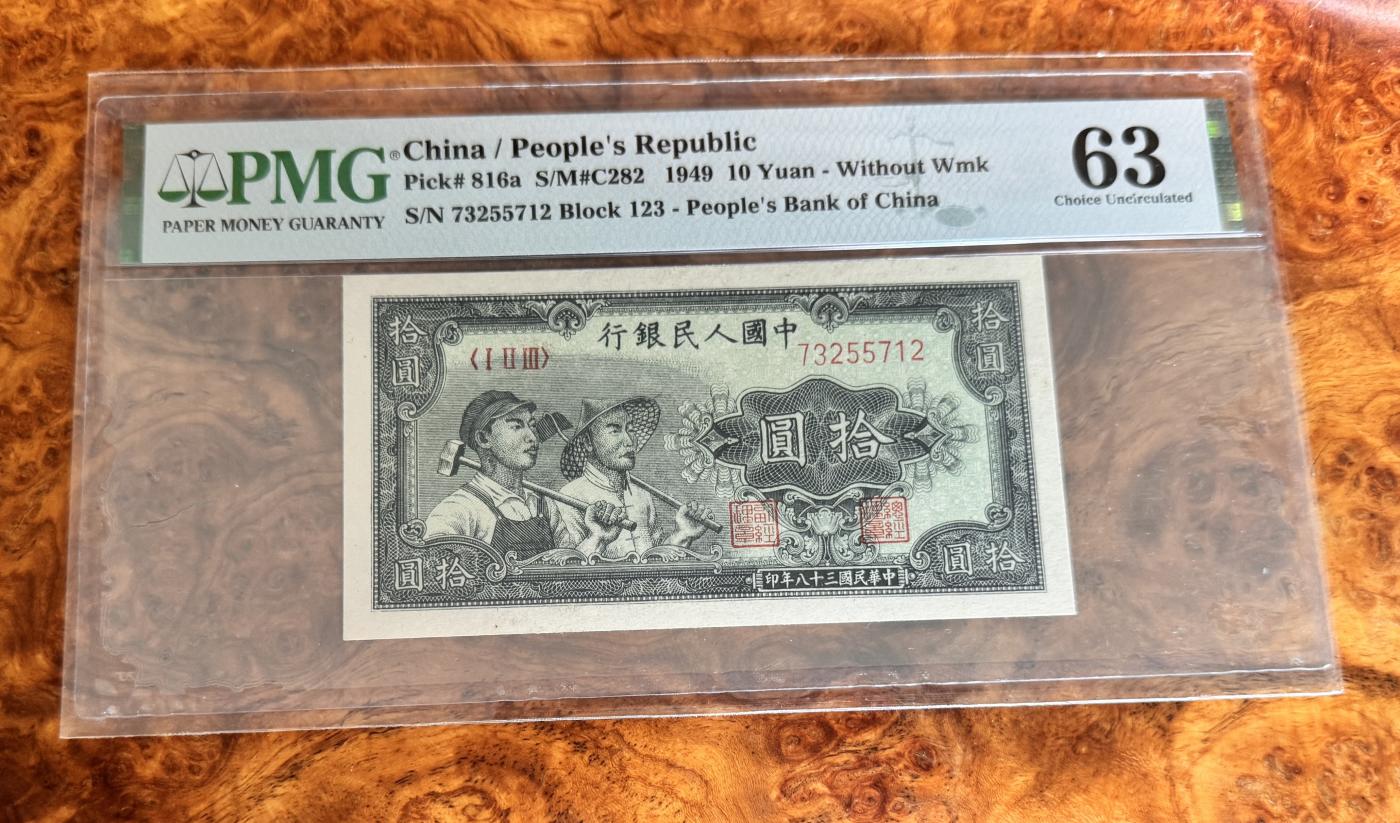 PMG®
PAPER MONEY GUARANTY
China / People's Republic
Pick# 816a S/M#C282 1949 10 Yuan - Without Wmk
S/N 73255712 Block 123 - People's Bank of China
63
Choice Uncirculated
拾圓
行銀民人國中
拾圓
〈Ⅰ Ⅱ Ⅲ〉
73255712
圓拾
圓拾
印年八十三國民華中
圓拾